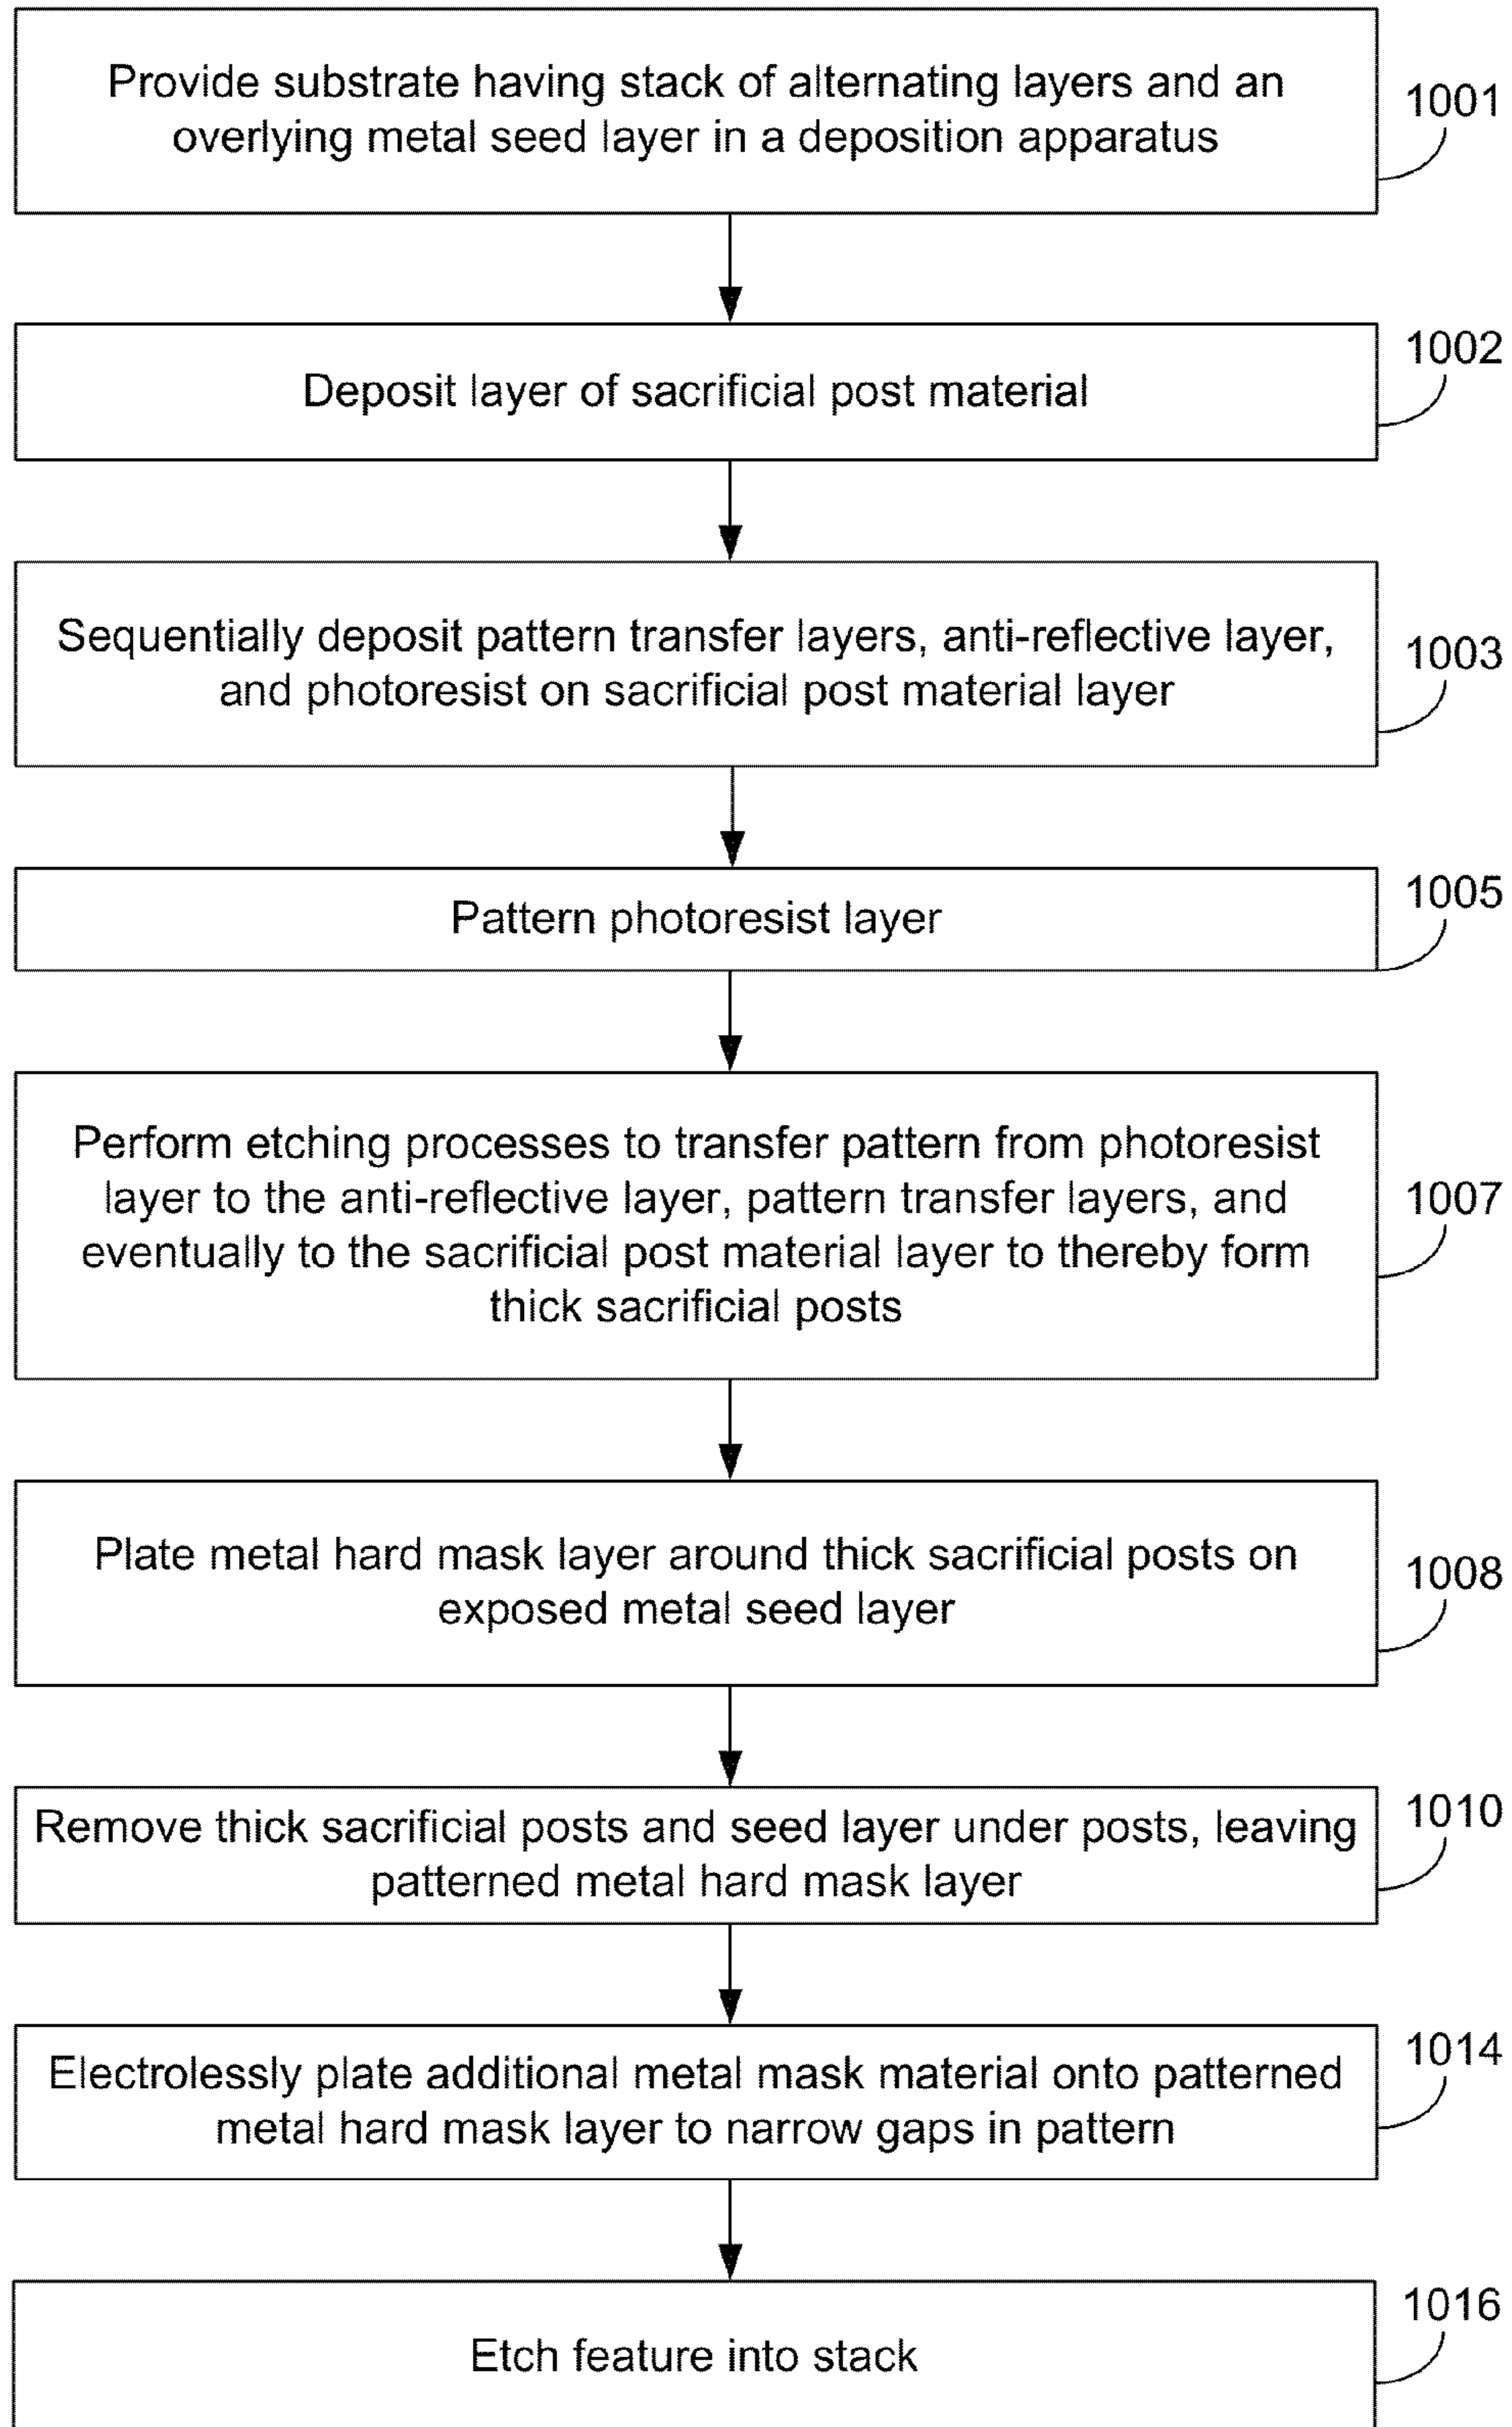 Provide substrate having stack of alternating layers and an
overlying metal seed layer in a deposition apparatus
1001
Deposit layer of sacrificial post material
1002
Sequentially deposit pattern transfer layers, anti-reflective layer,
and photoresist on sacrificial post material layer
1003
Pattern photoresist layer
1005
Perform etching processes to transfer pattern from photoresist
layer to the anti-reflective layer, pattern transfer layers, and
eventually to the sacrificial post material layer to thereby form
thick sacrificial posts
1007
Plate metal hard mask layer around thick sacrificial posts on
exposed metal seed layer
1008
Remove thick sacrificial posts and seed layer under posts, leaving
patterned metal hard mask layer
1010
Electrolessly plate additional metal mask material onto patterned
metal hard mask layer to narrow gaps in pattern
1014
Etch feature into stack
1016